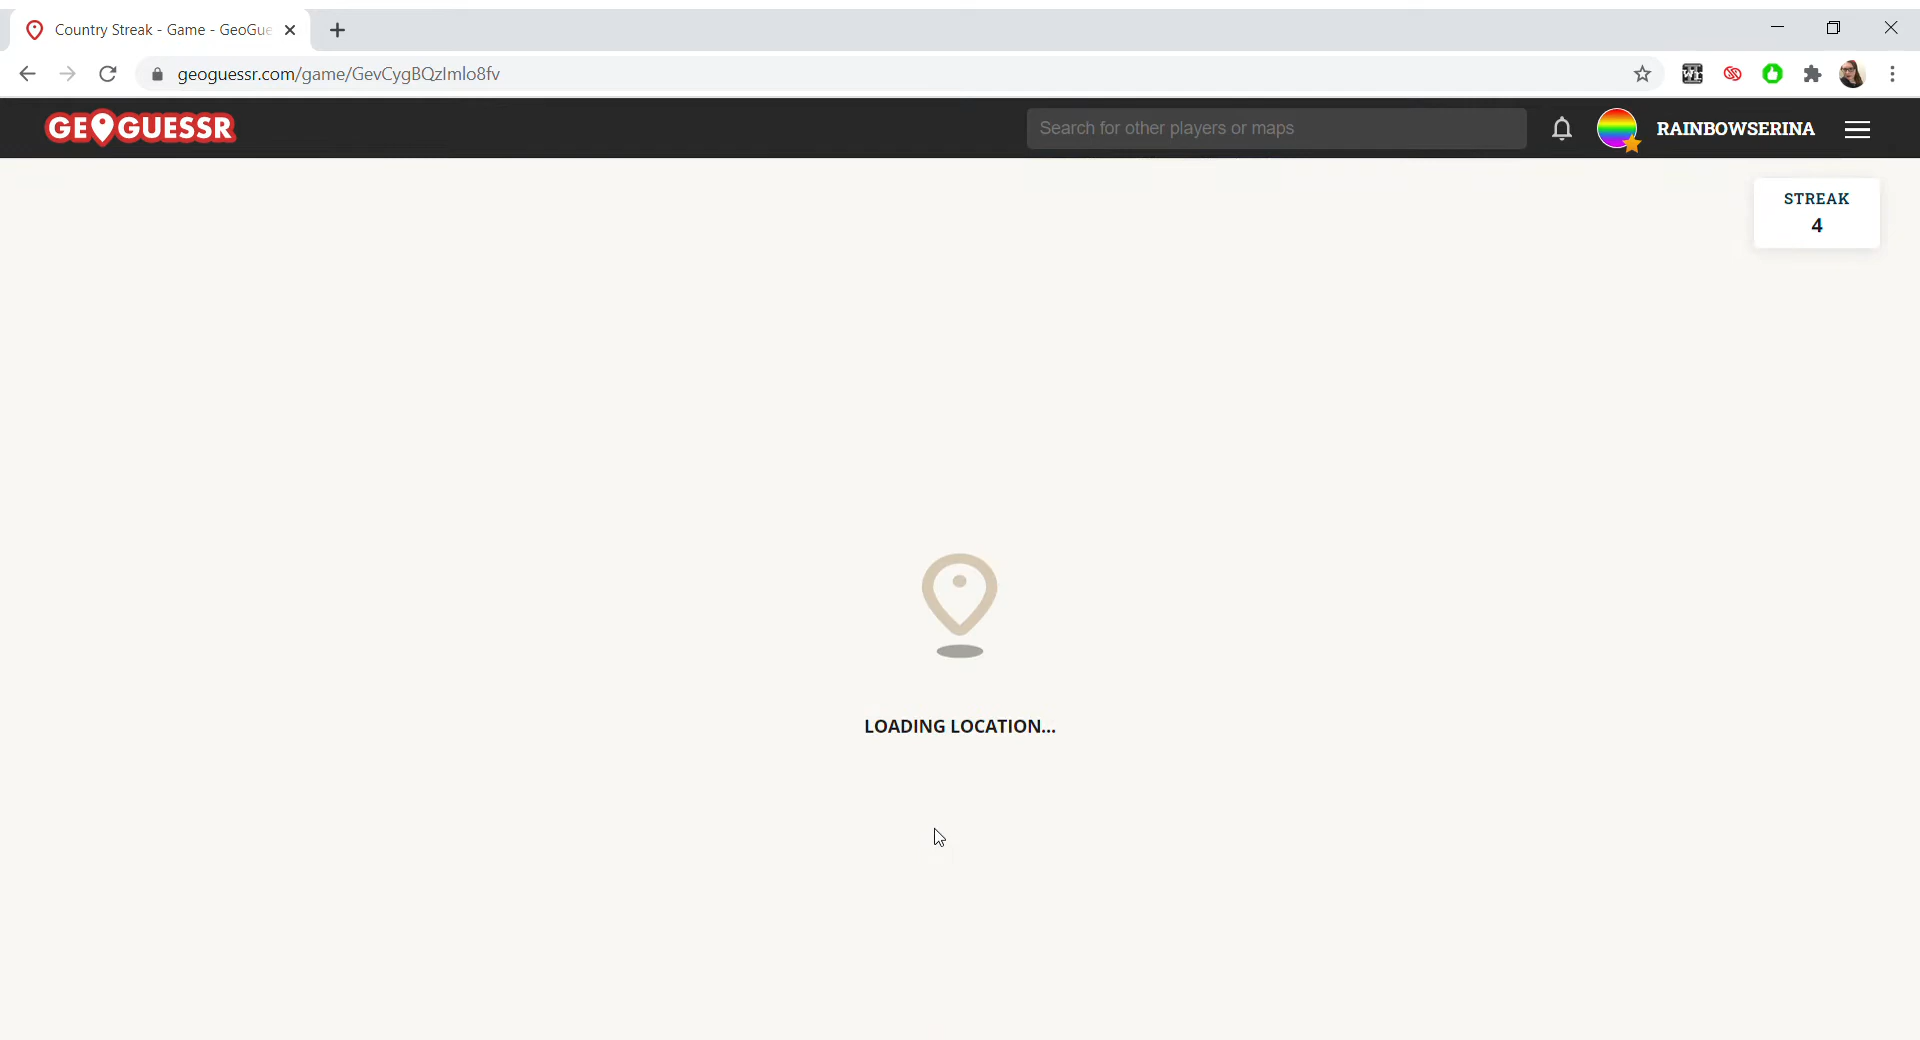 Country Streak - Game - GeoGue
geoguessr.com/game/GevCygBQzImlo8fv
GEOGUESSR
Search for other players or maps
RAINBOWSERINA
STREAK
4
LOADING LOCATION...